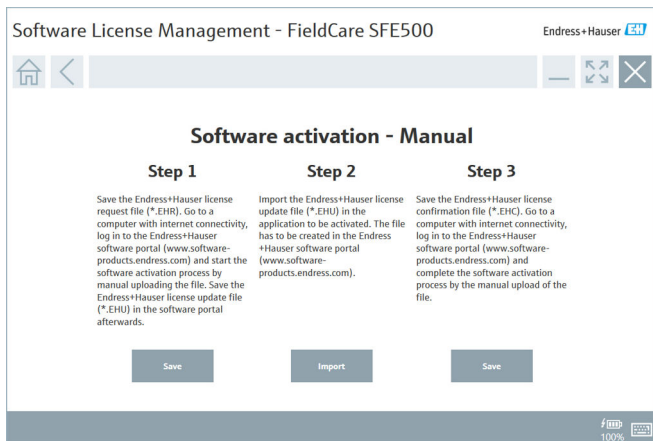 Software License Management - FieldCare SFE500
Endress+Hauser EH
Software activation - Manual
Step 1
Save the Endress+Hauser license
request file (*.EHR). Go to a
computer with internet connectivity,
log in to the Endress+Hauser
software portal (www.software-
products.endress.com) and start the
software activation process by
manual uploading the file. Save the
Endress+Hauser license update file
(*.EHU) in the software portal
afterwards.
Save
Step 2
Import the Endress+Hauser license
update file (*.EHU) in the
application to be activated. The file
has to be created in the Endress
+Hauser software portal
(www.software-
products.endress.com).
Import
Step 3
Save the Endress+Hauser license
confirmation file (*.EHC). Go to a
computer with internet connectivity,
log in to the Endress+Hauser
software portal (www.software-
products.endress.com) and
complete the software activation
process by the manual upload of the
file.
Save
100%